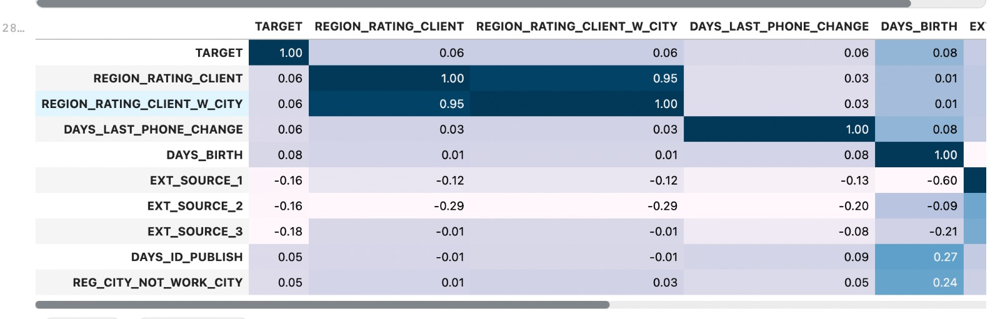 28…
TARGET REGION_RATING_CLIENT REGION_RATING_CLIENT_W_CITY DAYS_LAST_PHONE_CHANGE DAYS_BIRTH EX
TARGET 1.00 0.06 0.06 0.06 0.08
REGION_RATING_CLIENT 0.06 1.00 0.95 0.03 0.01
REGION_RATING_CLIENT_W_CITY 0.06 0.95 1.00 0.03 0.01
DAYS_LAST_PHONE_CHANGE 0.06 0.03 0.03 1.00 0.08
DAYS_BIRTH 0.08 0.01 0.01 0.08 1.00
EXT_SOURCE_1 -0.16 -0.12 -0.12 -0.13 -0.60
EXT_SOURCE_2 -0.16 -0.29 -0.29 -0.20 -0.09
EXT_SOURCE_3 -0.18 -0.01 -0.01 -0.08 -0.21
DAYS_ID_PUBLISH 0.05 -0.01 -0.01 0.09 0.27
REG_CITY_NOT_WORK_CITY 0.05 0.01 0.03 0.05 0.24